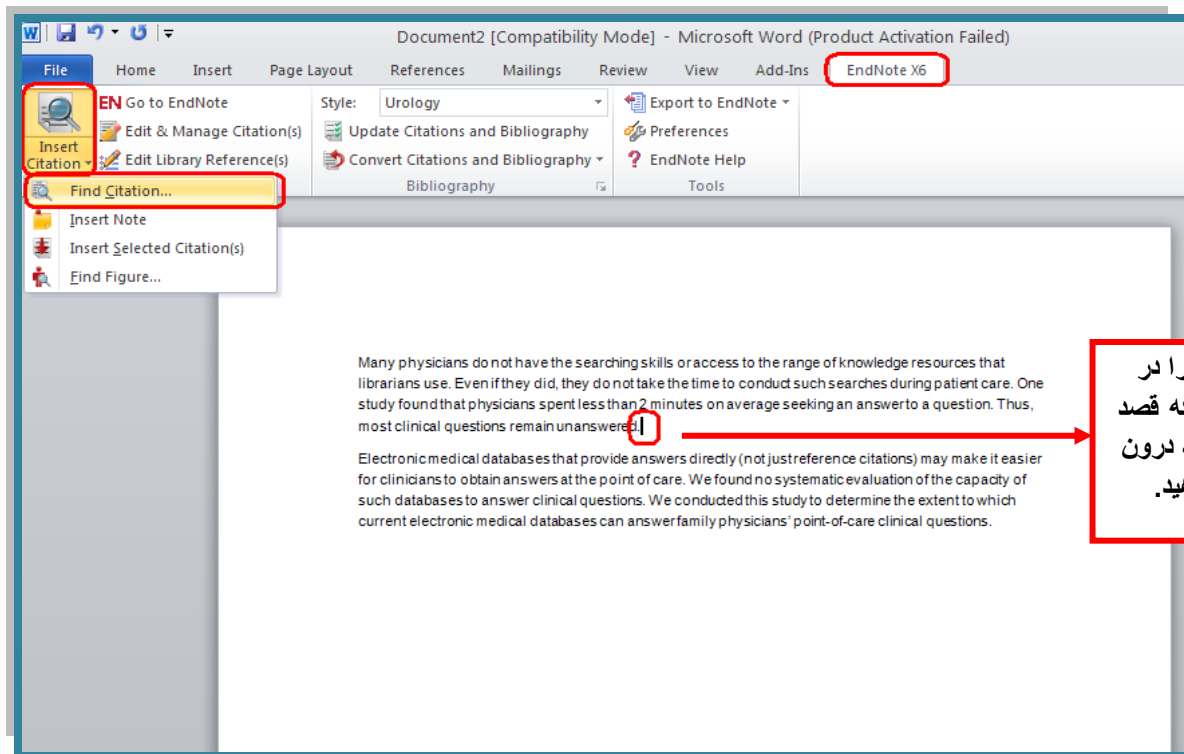 Document2 [Compatibility Mode] - Microsoft Word (Product Activation Failed)
File Home Insert Page Layout References Mailings Review View Add-Ins EndNote X6
Insert Citation
EN Go to EndNote
Edit & Manage Citation(s)
Edit Library Reference(s)
Style: Urology
Update Citations and Bibliography
Convert Citations and Bibliography
Bibliography
Export to EndNote
Preferences
? EndNote Help
Tools
Find Citation...
Insert Note
Insert Selected Citation(s)
Find Figure...
Many physicians do not have the searching skills or access to the range of knowledge resources that
librarians use. Even if they did, they do not take the time to conduct such searches during patient care. One
study found that physicians spent less than 2 minutes on average seeking an answer to a question. Thus,
most clinical questions remain unanswered.
Electronic medical databases that provide answers directly (not just reference citations) may make it easier
for clinicians to obtain answers at the point of care. We found no systematic evaluation of the capacity of
such databases to answer clinical questions. We conducted this study to determine the extent to which
current electronic medical databases can answer family physicians' point-of-care clinical questions.
را در
قصد
درون